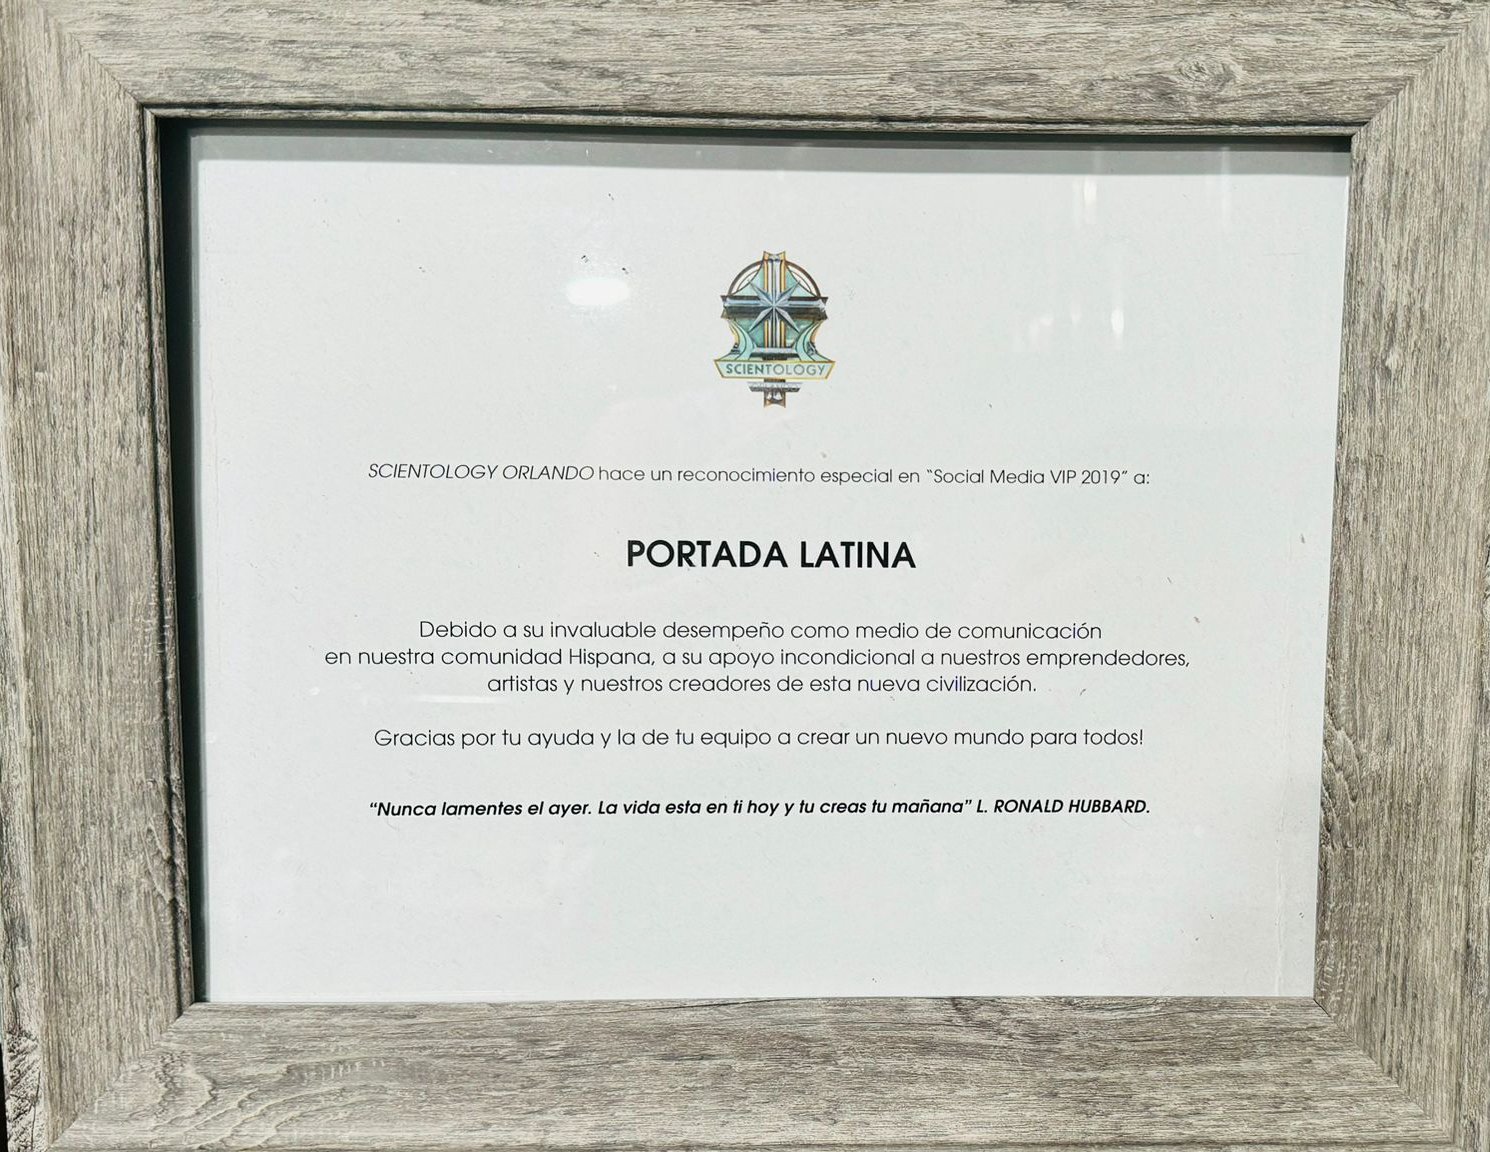 SCIENTOLOGY
SCIENTOLOGY ORLANDO hace un reconocimiento especial en “Social Media VIP 2019” a:
PORTADA LATINA
Debido a su invaluable desempeño como medio de comunicación
en nuestra comunidad Hispana, a su apoyo incondicional a nuestros emprendedores,
artistas y nuestros creadores de esta nueva civilización.
Gracias por tu ayuda y la de tu equipo a crear un nuevo mundo para todos!
“Nunca lamentes el ayer. La vida esta en ti hoy y tu creas tu mañana” L. RONALD HUBBARD.